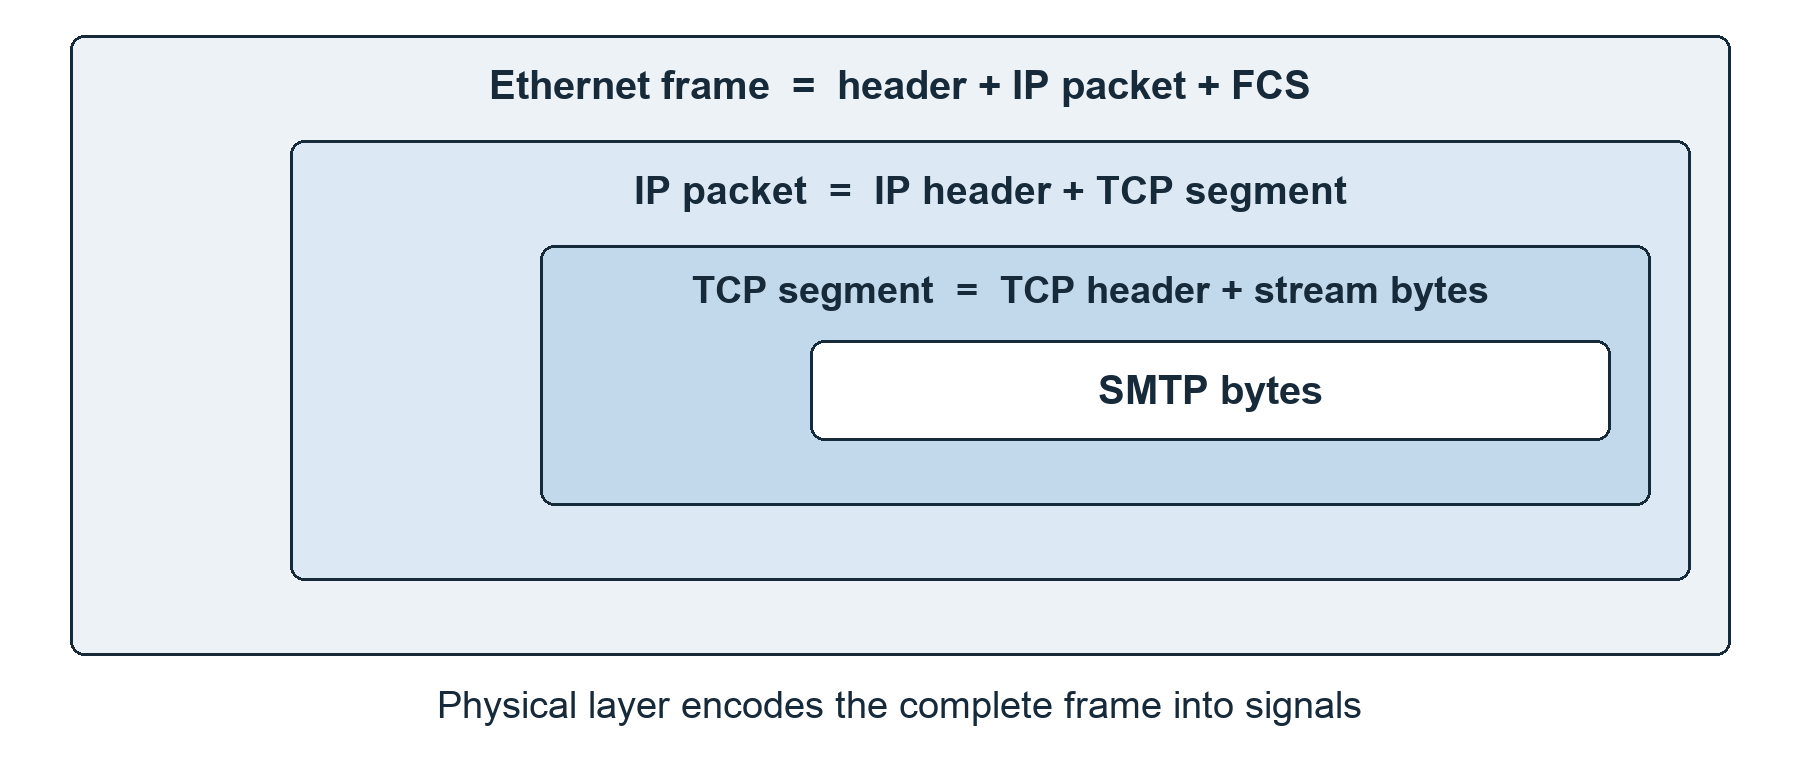 Ethernet frame = header + IP packet + FCS
IP packet = IP header + TCP segment
TCP segment = TCP header + stream bytes
SMTP bytes
Physical layer encodes the complete frame into signals